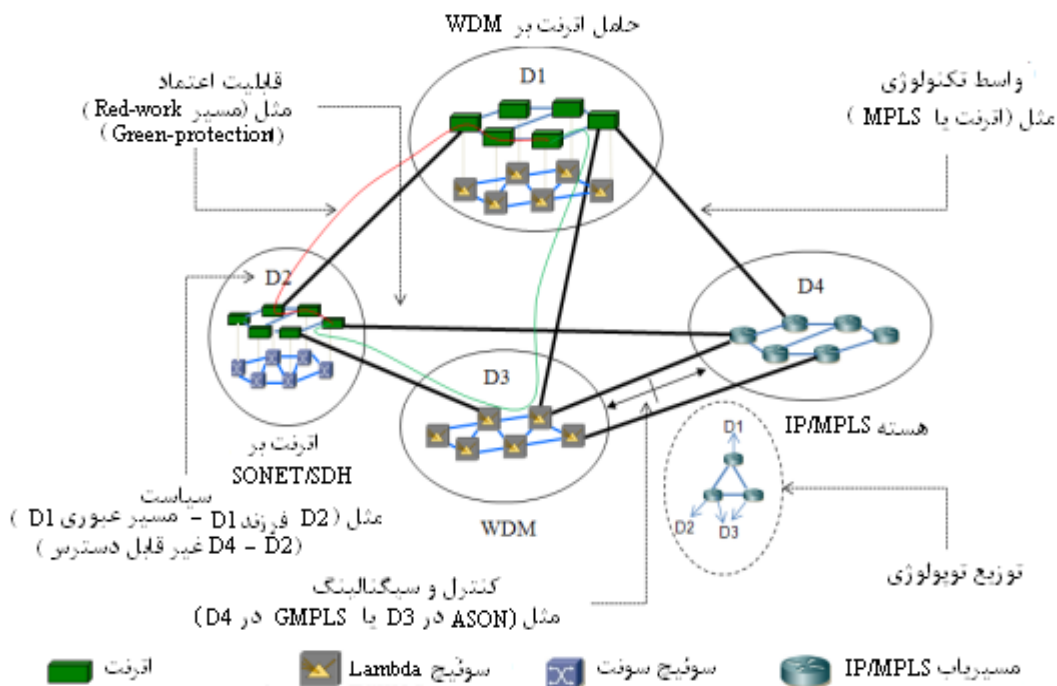 حامل اترنت بر WDM
D1
قابلیت اعتماد
مثل (مسیر Red-work)
(Green-protection)
واسط تکنولوژی
مثل (اترنت یا MPLS)
D2
D4
D3
اترنت بر
SONET/SDH
هسته IP/MPLS
WDM
سیاست
مثل (D2 فرزند D1 – مسیر عبوری D1)
(D4 – D2 غیر قابل دسترس)
D1
D2
D3
توزیع توپولوژی
کنترل و سیگنالینگ
مثل (ASON در D3 یا GMPLS در D4)
اترنت
سوئیچ Lambda
سوئیچ سونت
مسیریاب IP/MPLS